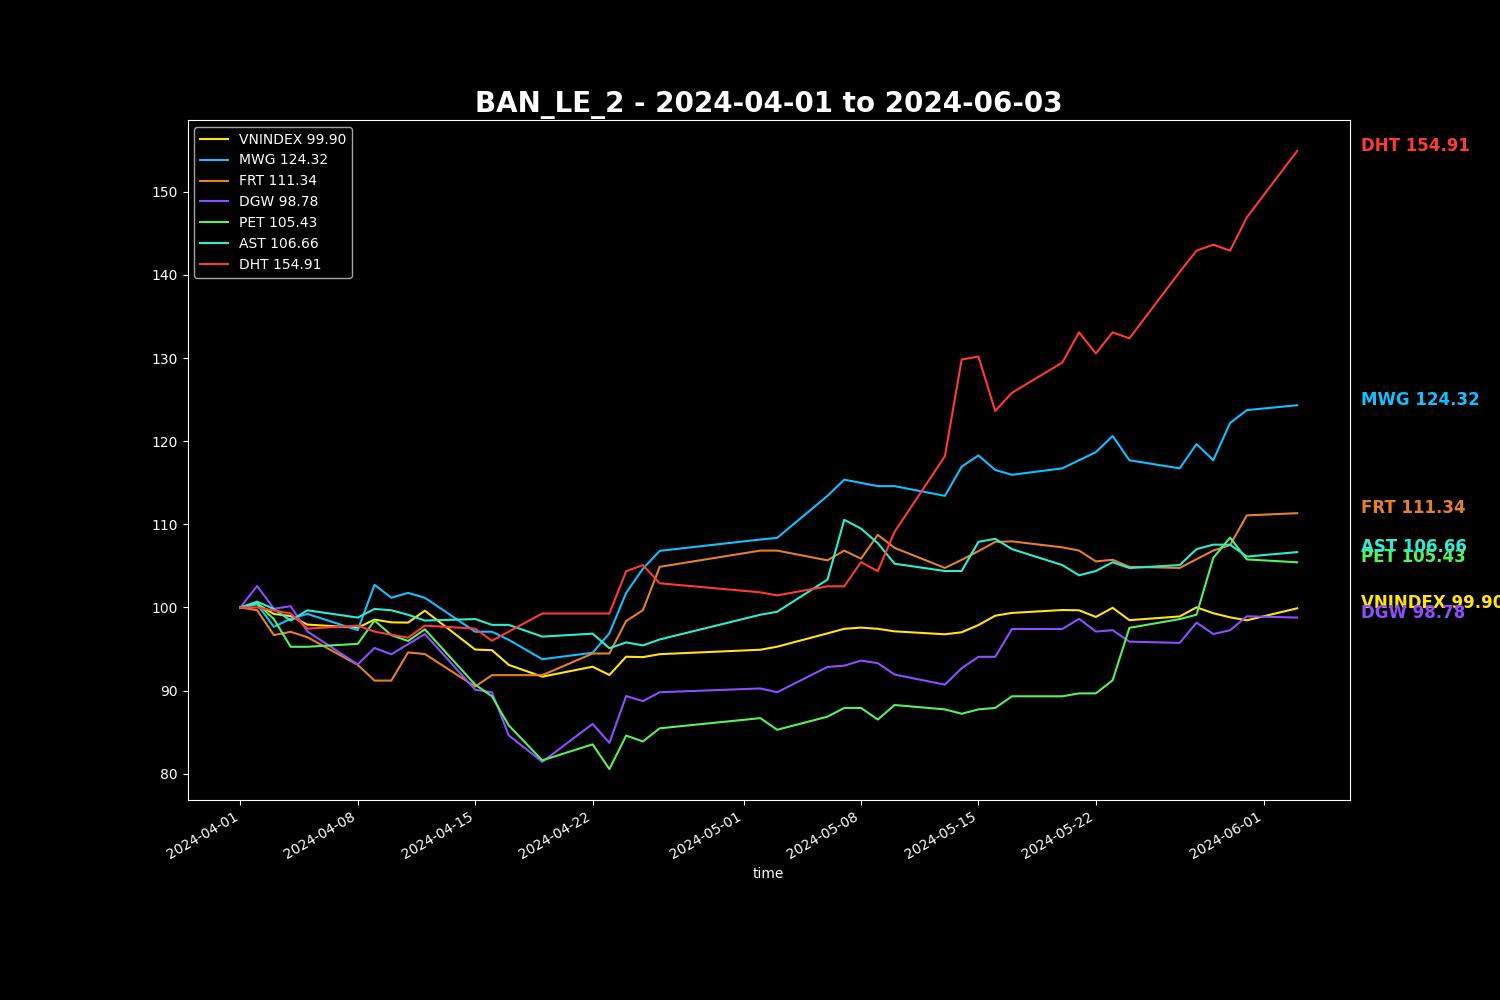 BAN_LE_2 - 2024-04-01 to 2024-06-03
VNINDEX 99.90
MWG 124.32
FRT 111.34
DGW 98.78
PET 105.43
AST 106.66
DHT 154.91
150
140
130
120
110
100
90
80
DHT 154.91
MWG 124.32
FRT 111.34
AST 106.66
PET 105.43
VNINDEX 99.90
DGW 98.78
2024-04-01
2024-04-08
2024-04-15
2024-04-22
2024-05-01
2024-05-08
2024-05-15
2024-05-22
2024-06-01
time